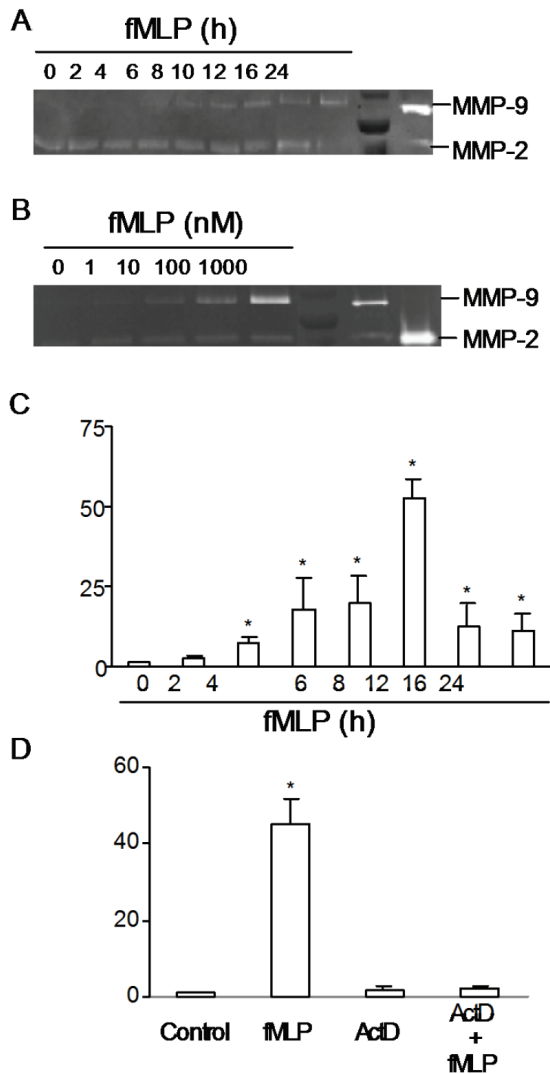 A
fMLP (h)
0 2 4 6 8 10 12 16 24
MMP-9
MMP-2
B
fMLP (nM)
0 1 10 100 1000
MMP-9
MMP-2
C
75
50
25
0
* * * * * *
0 2 4 6 8 12 16 24
fMLP (h)
D
60
40
20
0
*
Control fMLP ActD ActD
+
fMLP